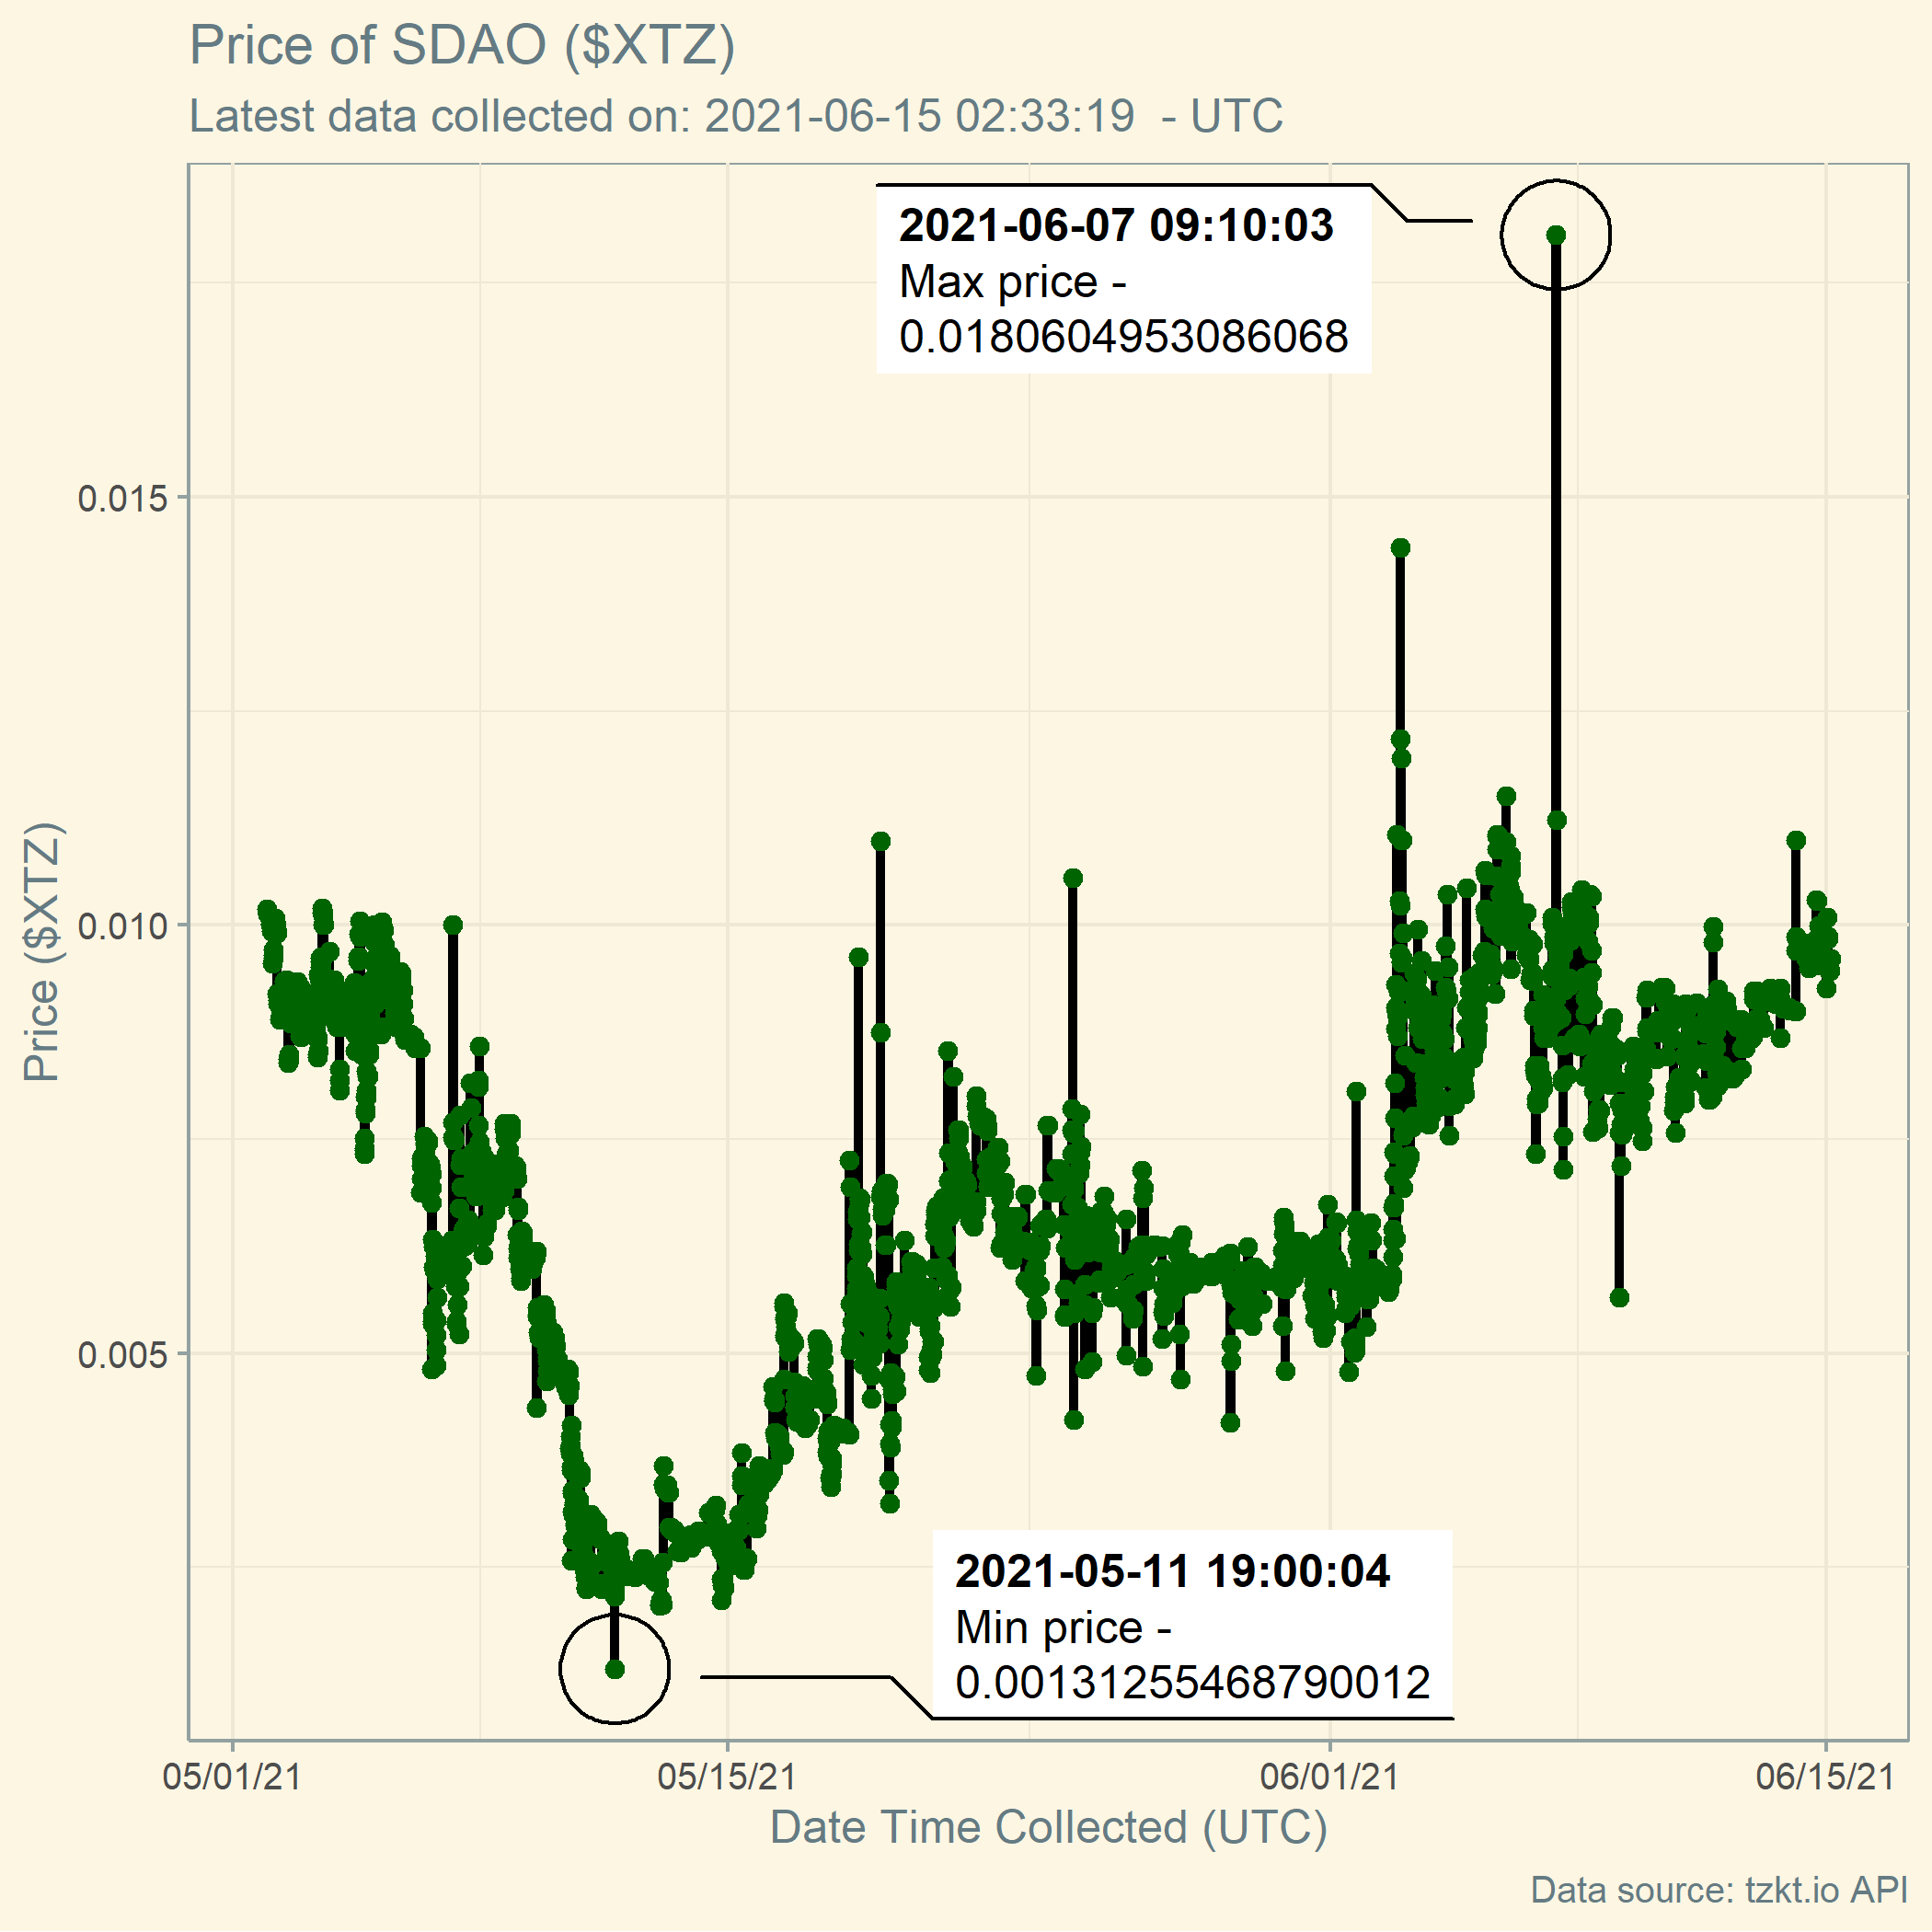 Price of SDAO ($XTZ)
Latest data collected on: 2021-06-15 02:33:19  - UTC
2021-06-07 09:10:03
Max price -
0.0180604953086068
0.015
0.010
0.005
Price ($XTZ)
2021-05-11 19:00:04
Min price -
0.00131255468790012
05/01/21
05/15/21
06/01/21
06/15/21
Date Time Collected (UTC)
Data source: tzkt.io API